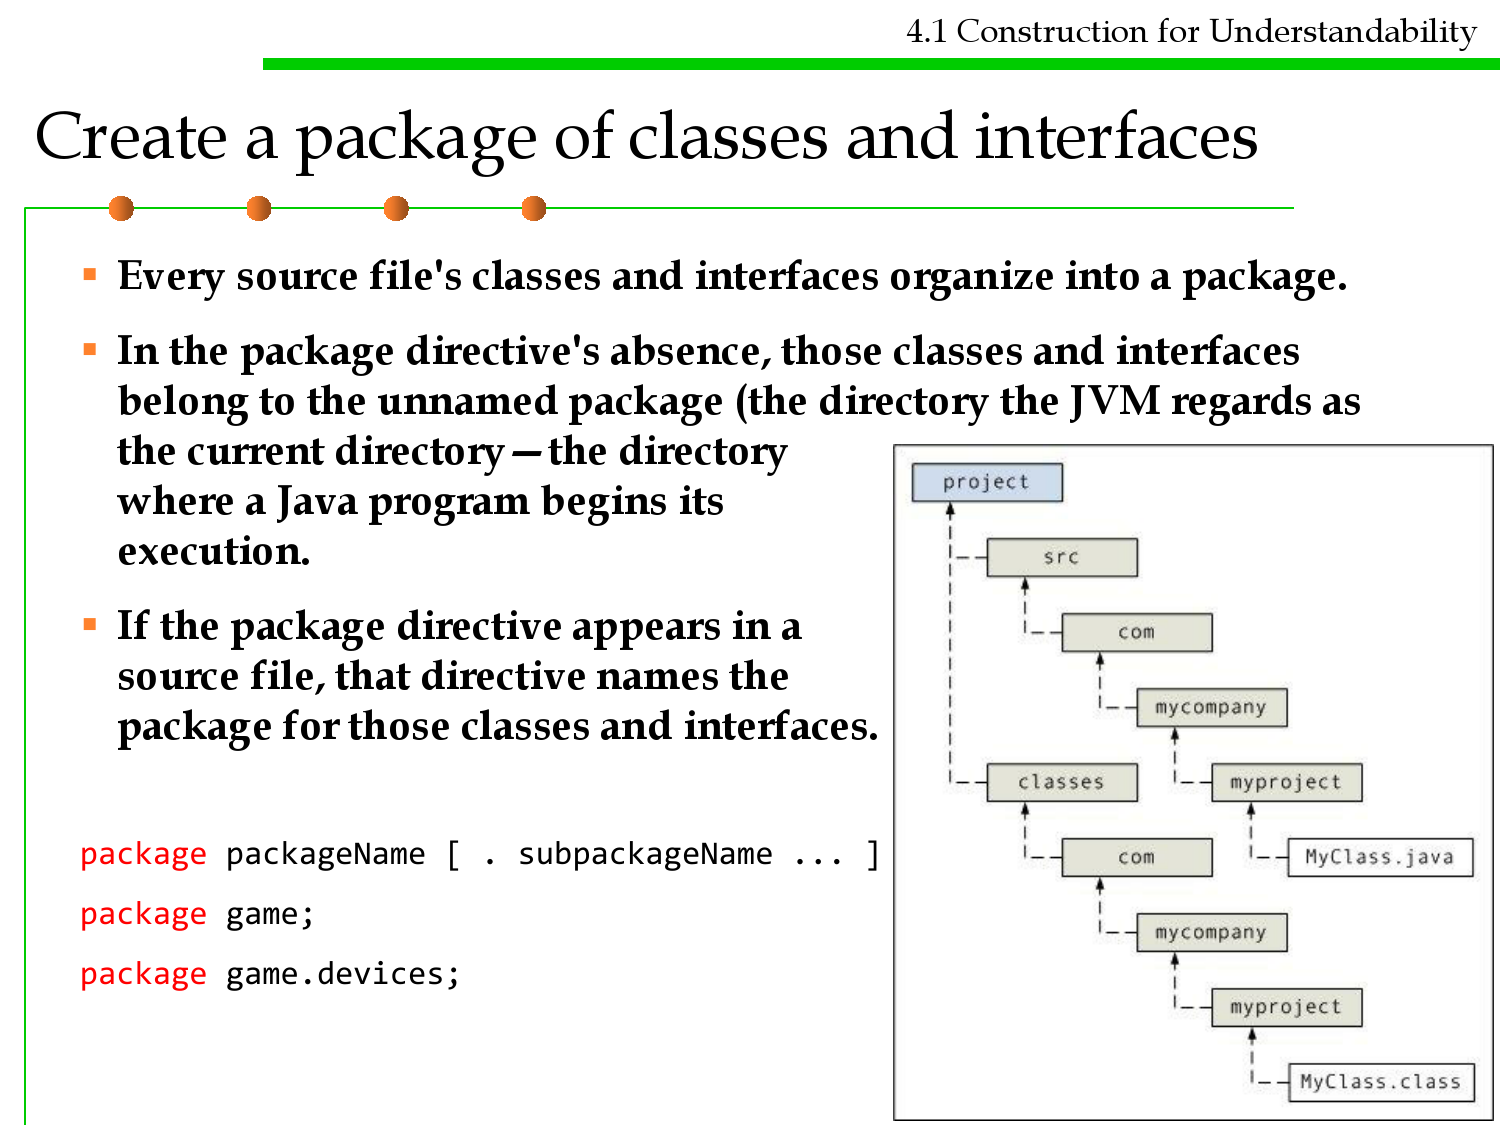 4.1 Construction for Understandability
Create a package of classes and interfaces
Every source file's classes and interfaces organize into a package.
In the package directive's absence, those classes and interfaces
belong to the unnamed package (the directory the JVM regards as
the current directory—the directory
where a Java program begins its
execution.
If the package directive appears in a
source file, that directive names the
package for those classes and interfaces.
package packageName [ . subpackageName ... ]
package game;
package game.devices;
project
src
com
mycompany
classes
myproject
com
MyClass.java
mycompany
myproject
MyClass.class